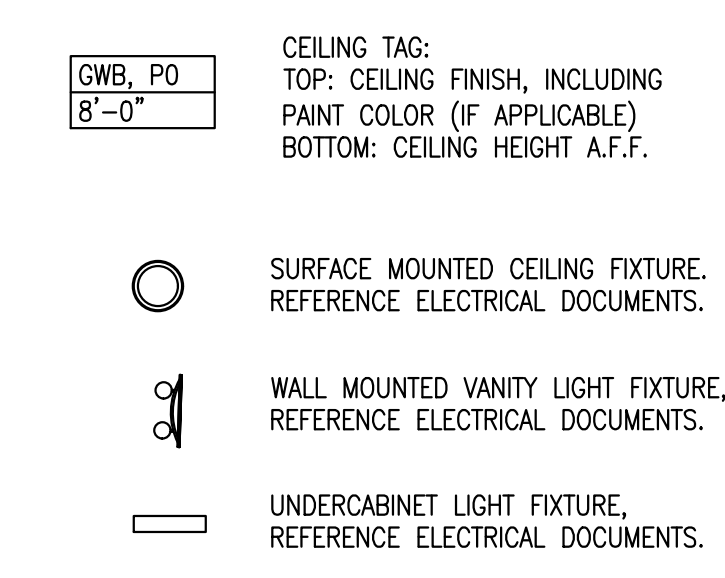 GWB, P0
8'-0"
CEILING TAG:
TOP: CEILING FINISH, INCLUDING
PAINT COLOR (IF APPLICABLE)
BOTTOM: CEILING HEIGHT A.F.F.
SURFACE MOUNTED CEILING FIXTURE.
REFERENCE ELECTRICAL DOCUMENTS.
WALL MOUNTED VANITY LIGHT FIXTURE,
REFERENCE ELECTRICAL DOCUMENTS.
UNDERCABINET LIGHT FIXTURE,
REFERENCE ELECTRICAL DOCUMENTS.